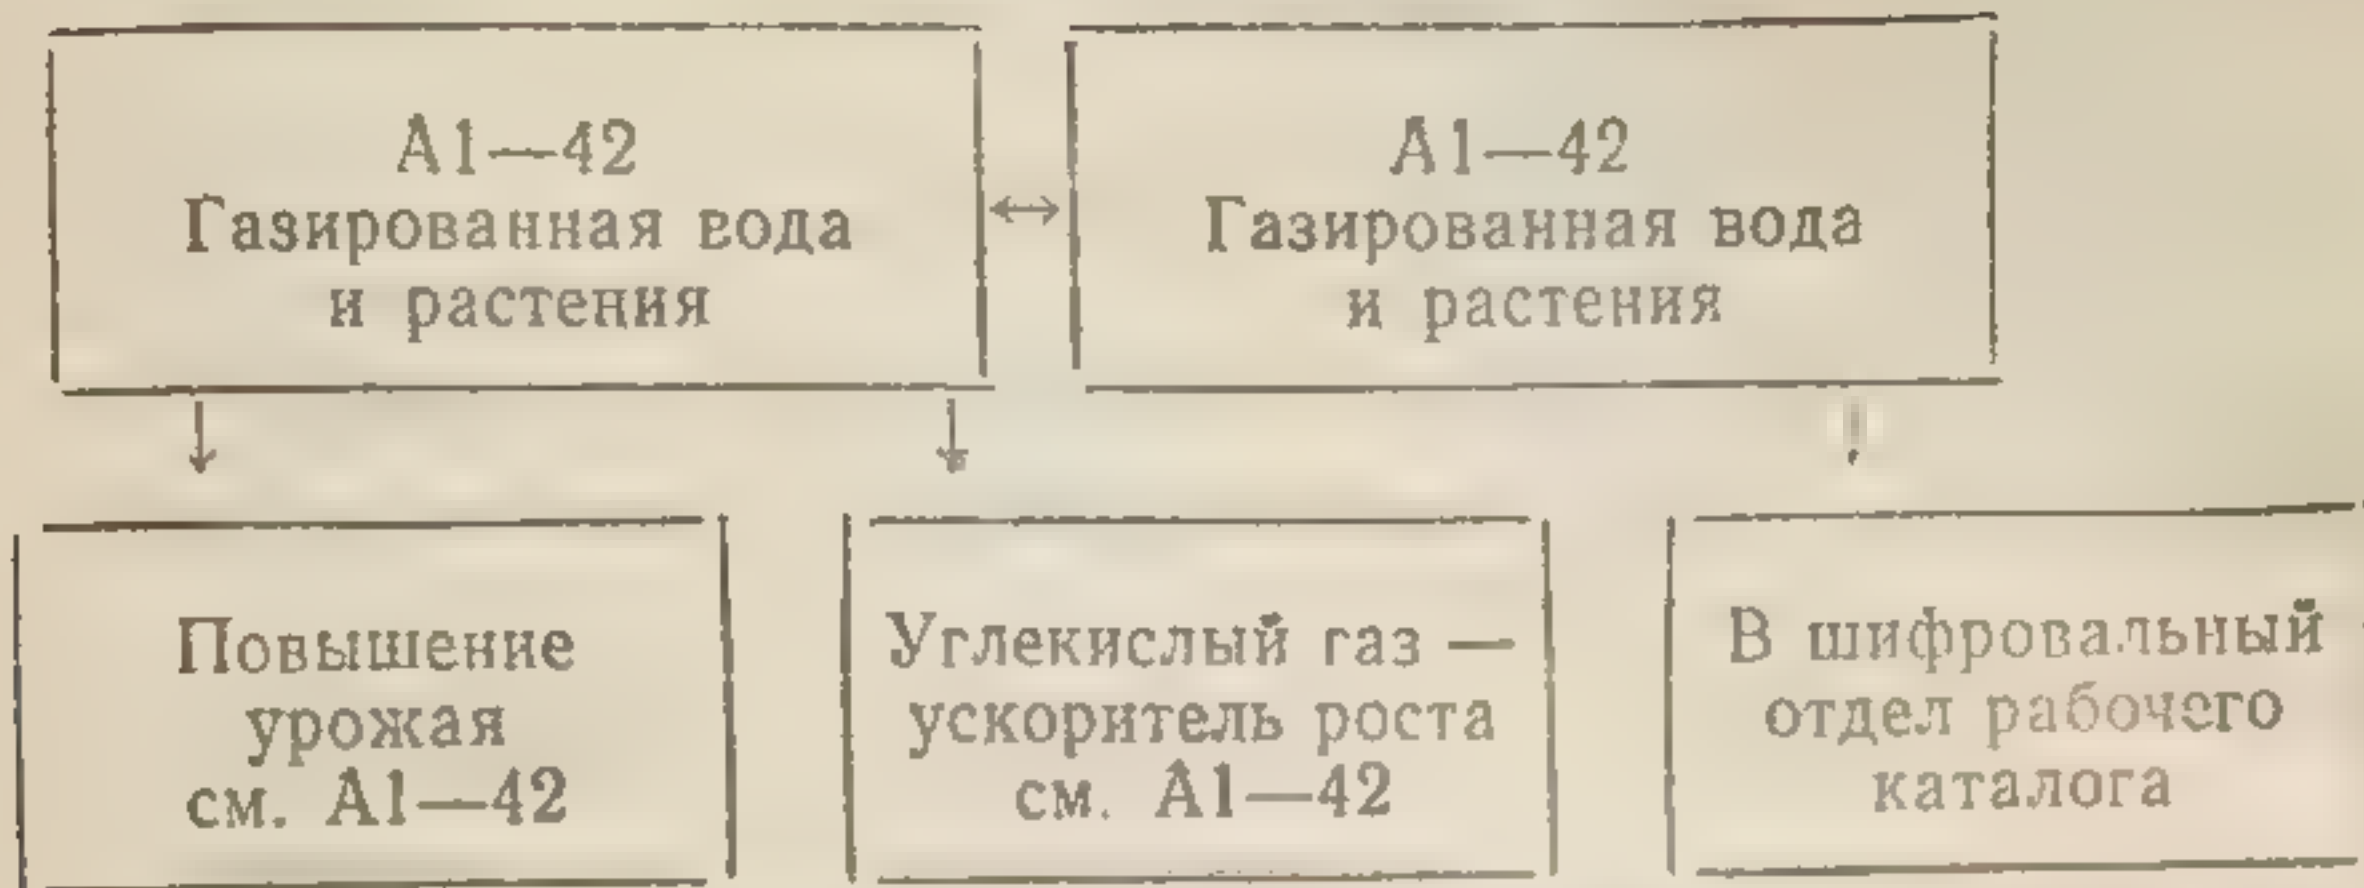 А1—42
Газированная вода
и растения
А1—42
Газированная вода
и растения
Повышение
урожая
см. А1—42
Углекислый газ —
ускоритель роста
см. А1—42
В шифровальный
отдел рабочего
каталога